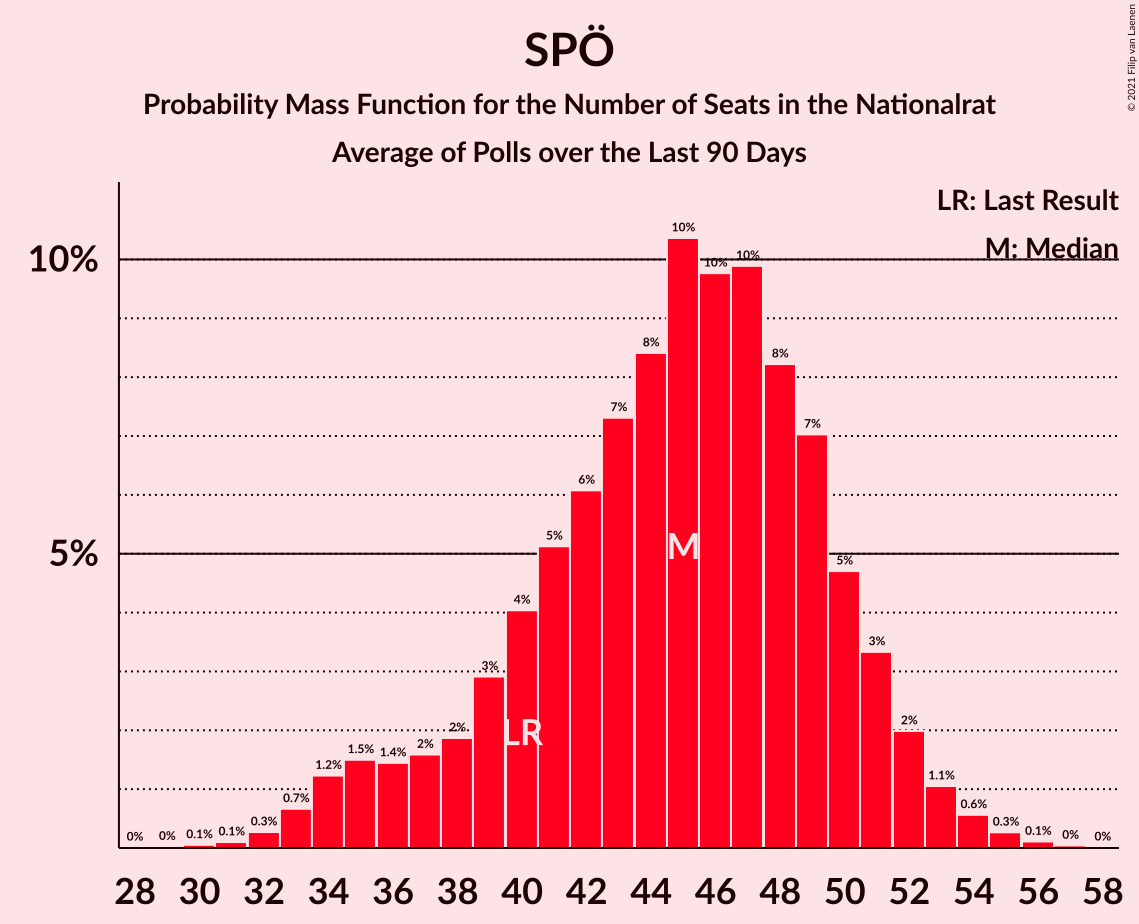 SPÖ
Probability Mass Function for the Number of Seats in the Nationalrat
Average of Polls over the Last 90 Days
© 2021 Filip van Laenen
LR: Last Result
M: Median
10%
5%
0% 0% 0.1% 0.1% 0.3% 0.7% 1.2% 1.5% 1.4% 2% 2% 3% 4% 5% 6% 7% 8% 10% 10% 10% 8% 7% 5% 3% 2% 1.1% 0.6% 0.3% 0.1% 0% 0%
M
LR
28 30 32 34 36 38 40 42 44 46 48 50 52 54 56 58